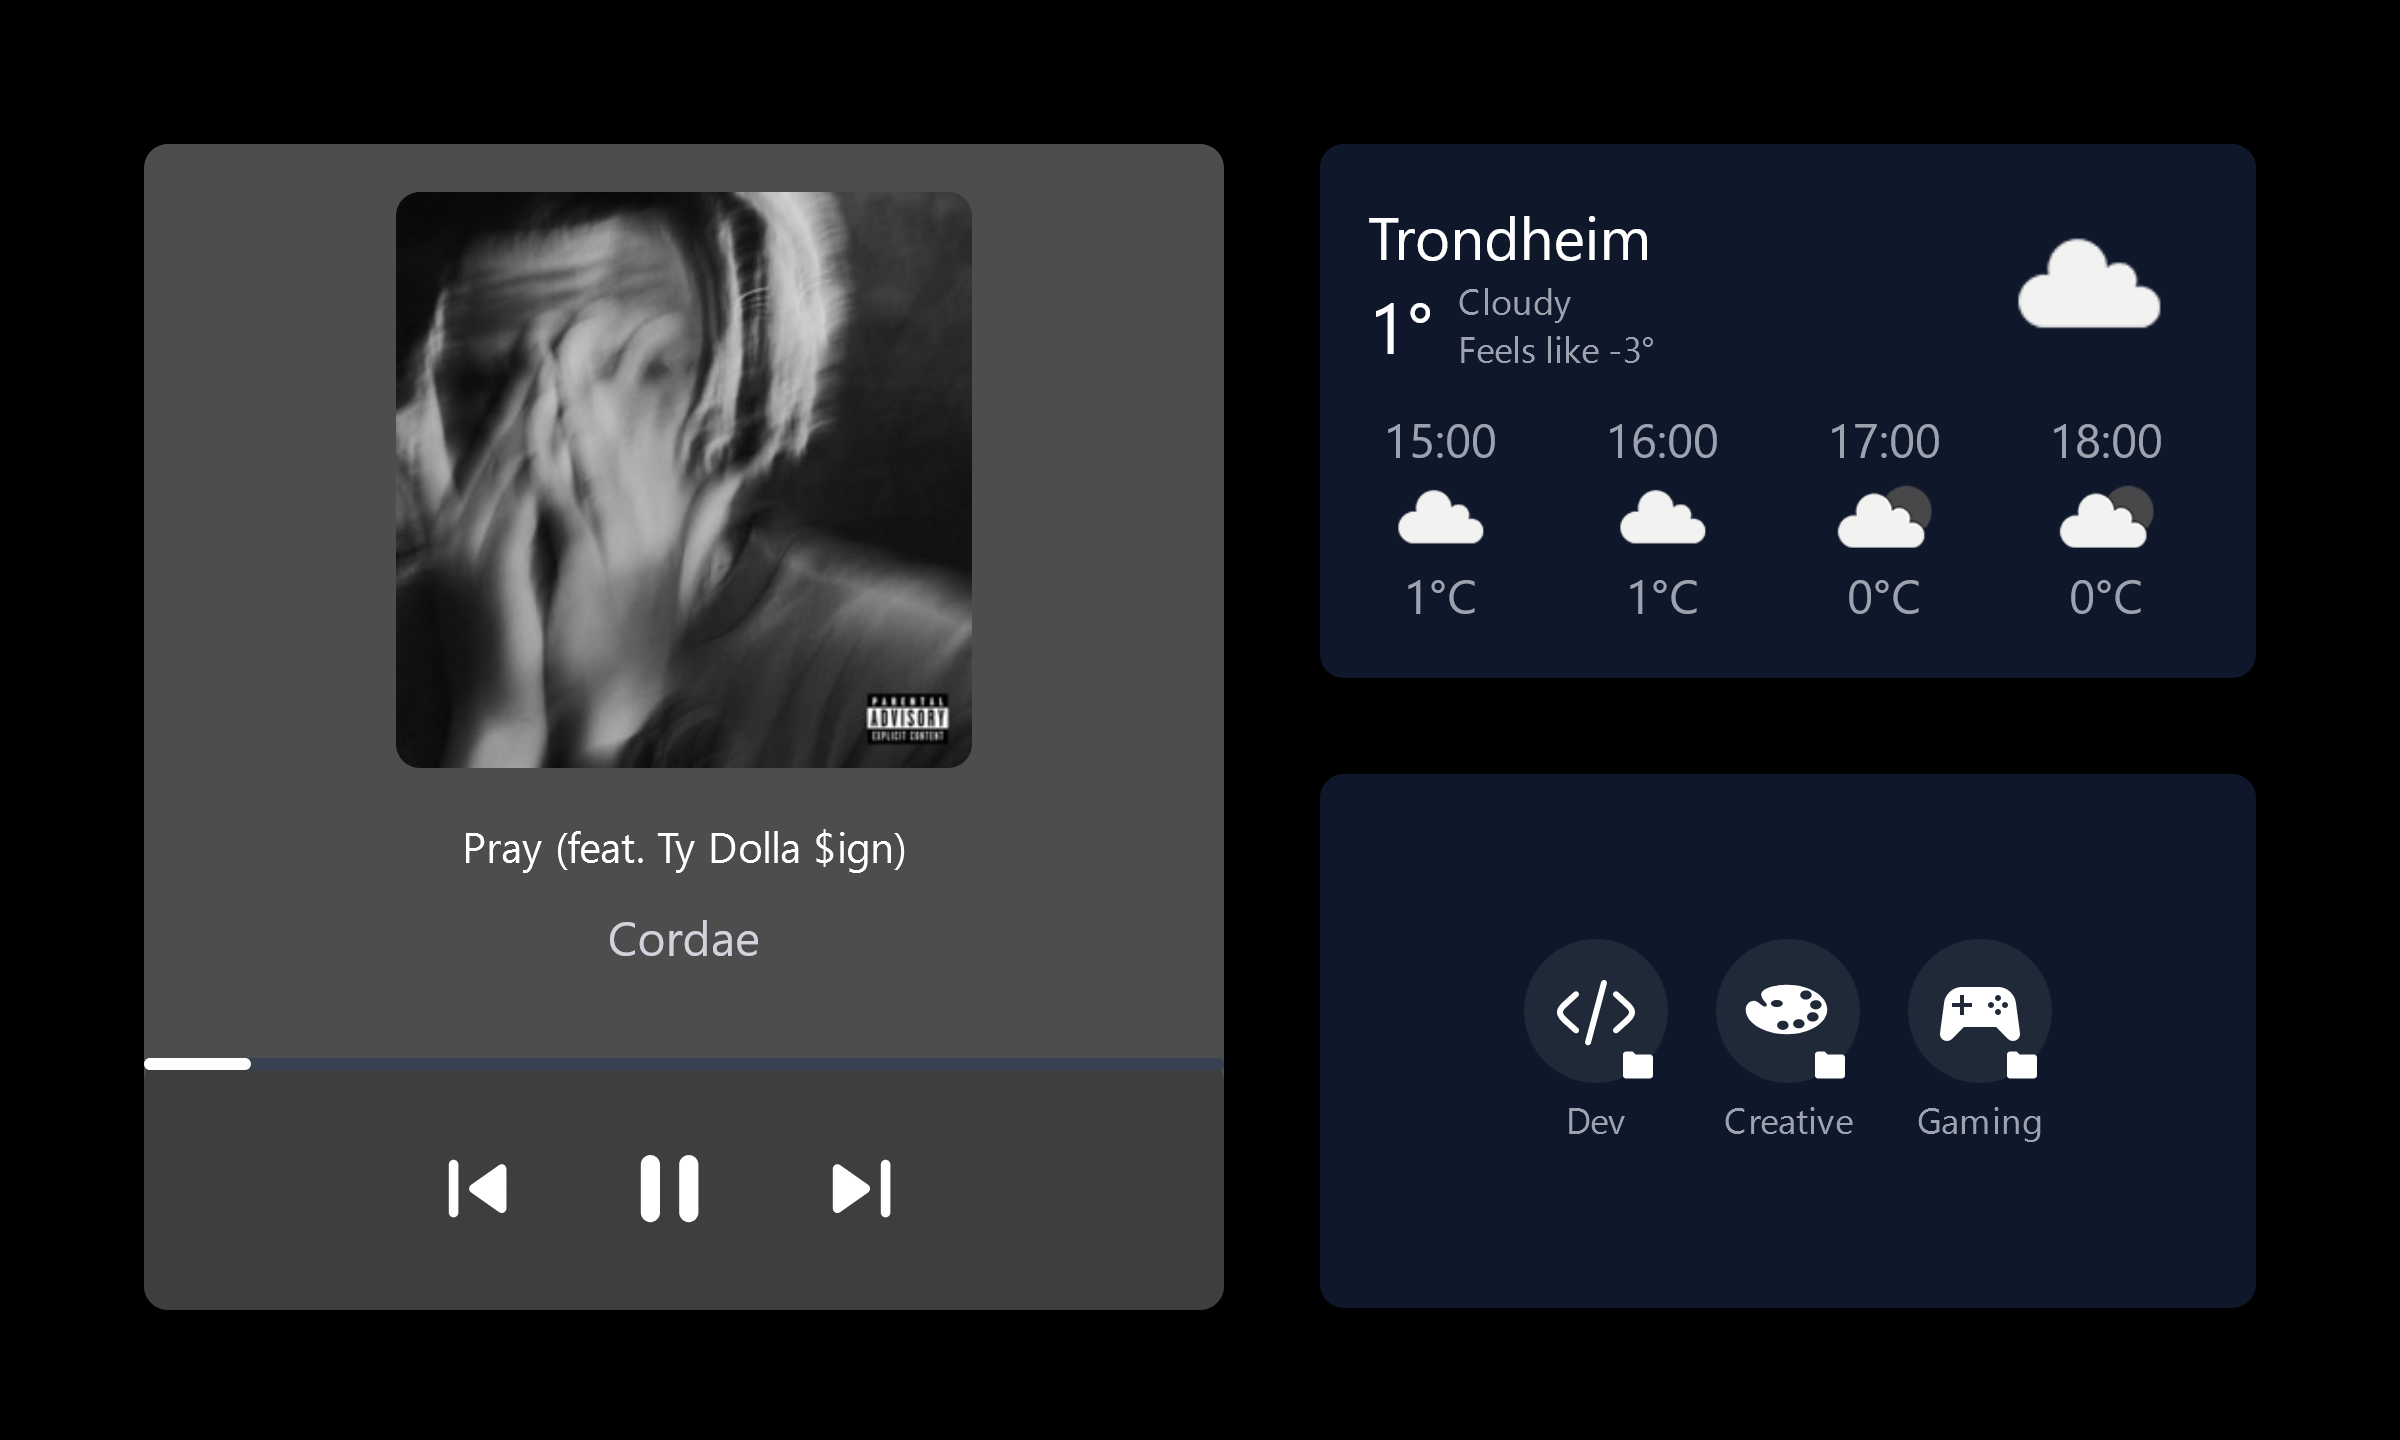 PARENTAL
ADVISORY
EXPLICIT CONTENT
Pray (feat. Ty Dolla $ign)
Cordae
Trondheim
1°
Cloudy
Feels like -3°
15:00 16:00 17:00 18:00
1°C 1°C 0°C 0°C
Dev Creative Gaming